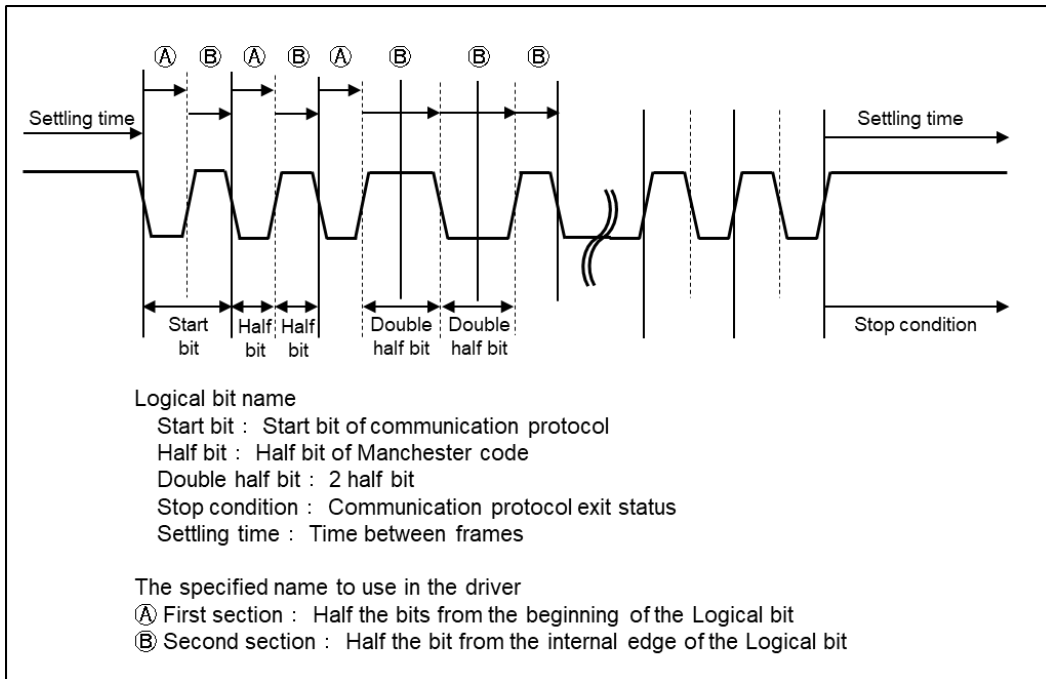 Ⓐ Ⓑ Ⓐ Ⓑ Ⓐ Ⓑ Ⓑ Ⓑ
Settling time
Settling time
Start bit
Half bit
Half bit
Double half bit
Double half bit
Stop condition
Logical bit name
Start bit : Start bit of communication protocol
Half bit : Half bit of Manchester code
Double half bit : 2 half bit
Stop condition : Communication protocol exit status
Settling time : Time between frames
The specified name to use in the driver
Ⓐ First section : Half the bits from the beginning of the Logical bit
Ⓑ Second section : Half the bit from the internal edge of the Logical bit